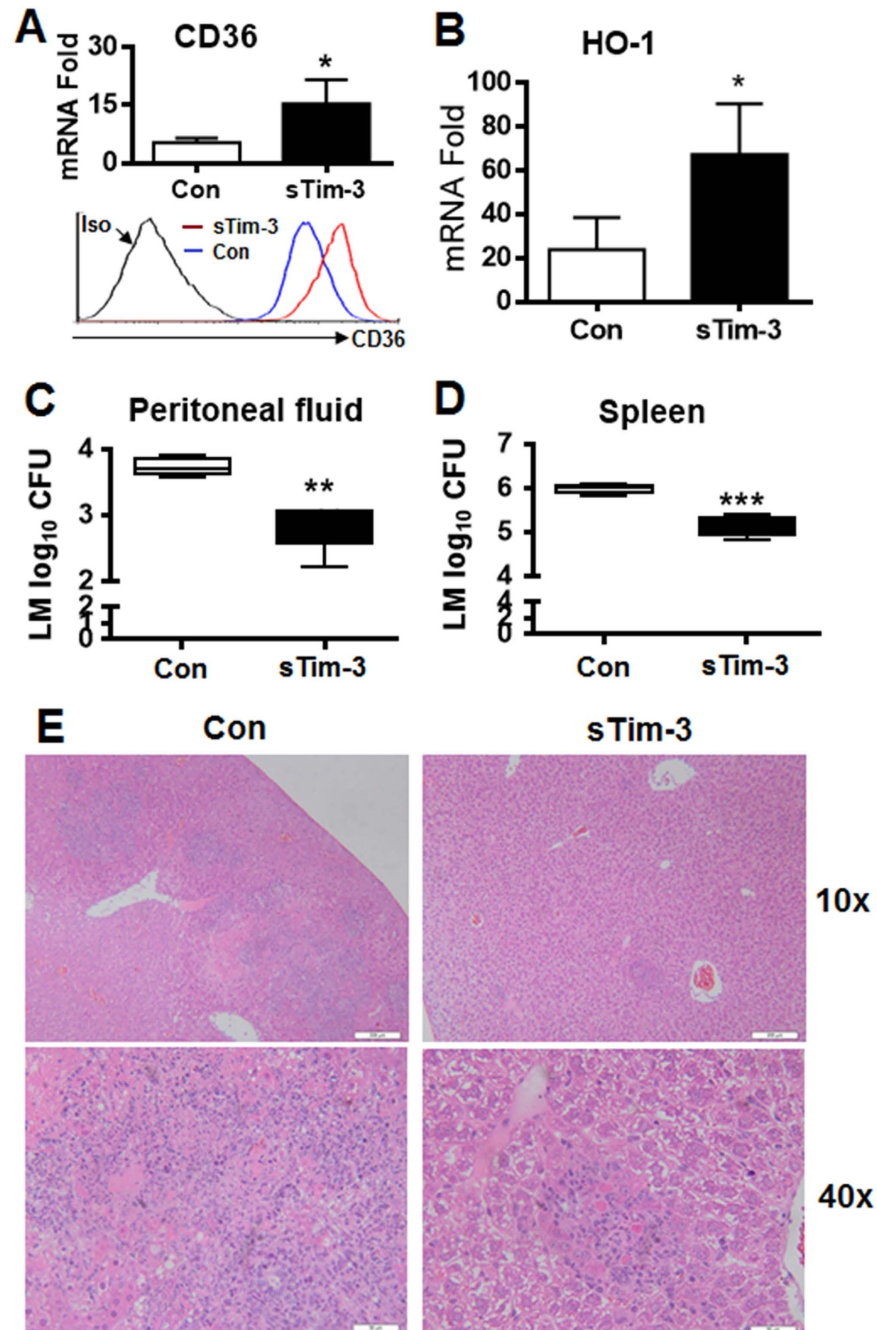 A
CD36
30
15
0
mRNA Fold
*
Con
sTim-3
Iso
sTim-3
Con
CD36
B
HO-1
100
80
60
40
20
0
mRNA Fold
*
Con
sTim-3
C
Peritoneal fluid
4
3
2
2
0
LM log₁₀ CFU
**
Con
sTim-3
D
Spleen
7
6
5
4
4
2
0
LM log₁₀ CFU
***
Con
sTim-3
E
Con
sTim-3
10x
40x